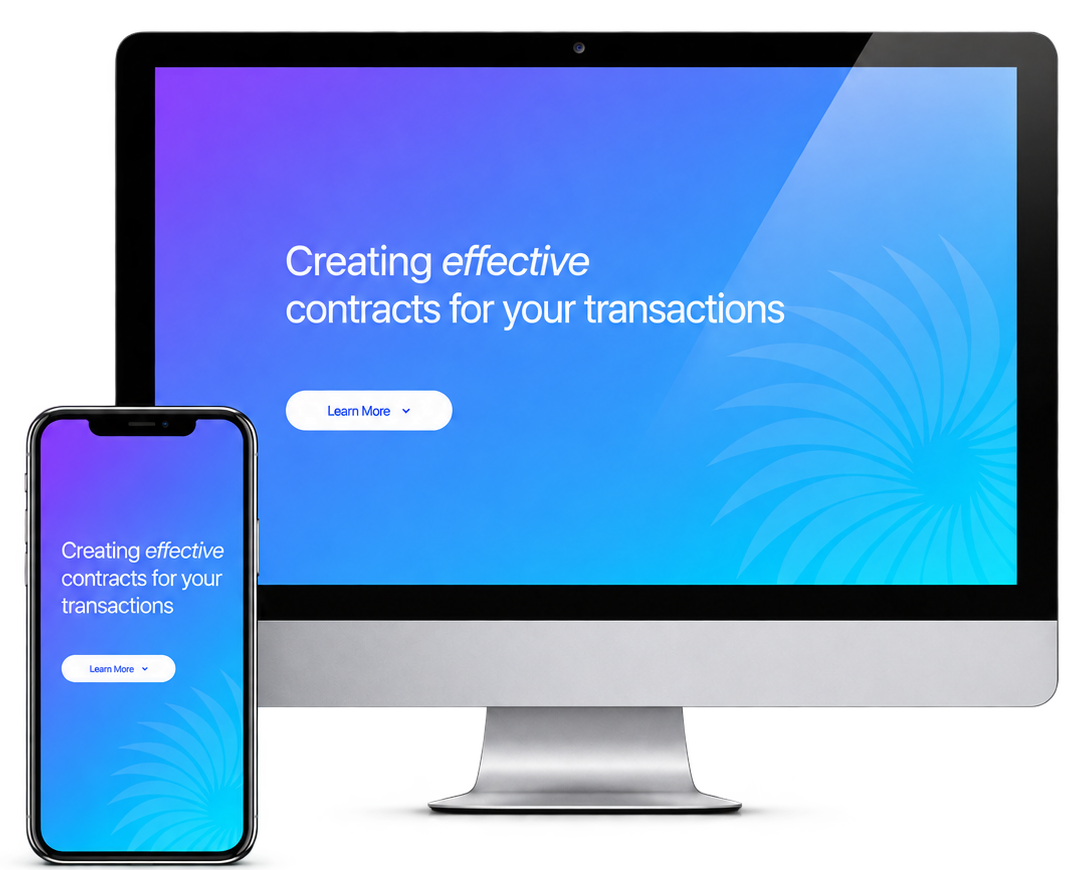 Creating effective
contracts for your transactions
Learn More
Creating effective
contracts for your
transactions
Learn More